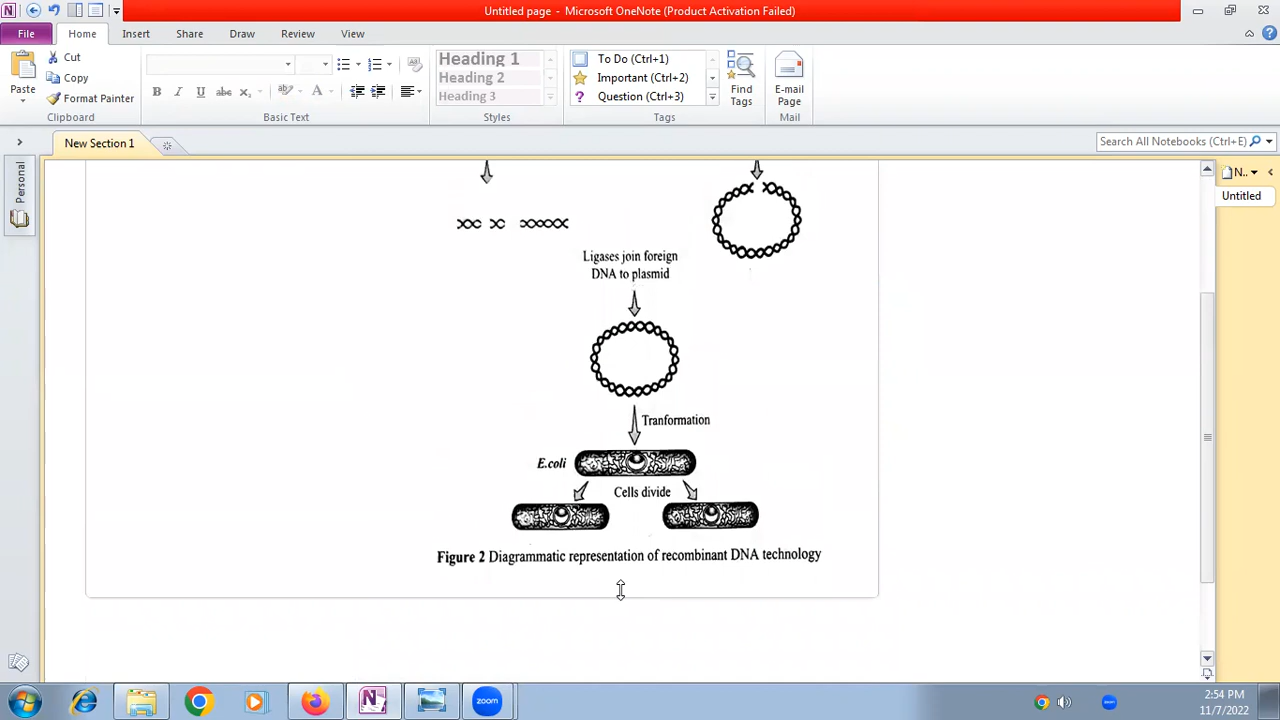 Untitled page - Microsoft OneNote (Product Activation Failed)
File Home Insert Share Draw Review View
Paste
Cut
Copy
Format Painter
Clipboard
B I U abc x₂ A
Basic Text
Heading 1
Heading 2
Heading 3
Styles
To Do (Ctrl+1)
Important (Ctrl+2)
Question (Ctrl+3)
Tags
Find
Tags
E-mail
Page
Mail
New Section 1
Search All Notebooks (Ctrl+E)
Personal
N..
Untitled
Ligases join foreign
DNA to plasmid
Tranformation
E.coli
Cells divide
Figure 2 Diagrammatic representation of recombinant DNA technology
zoom
2:54 PM
11/7/2022